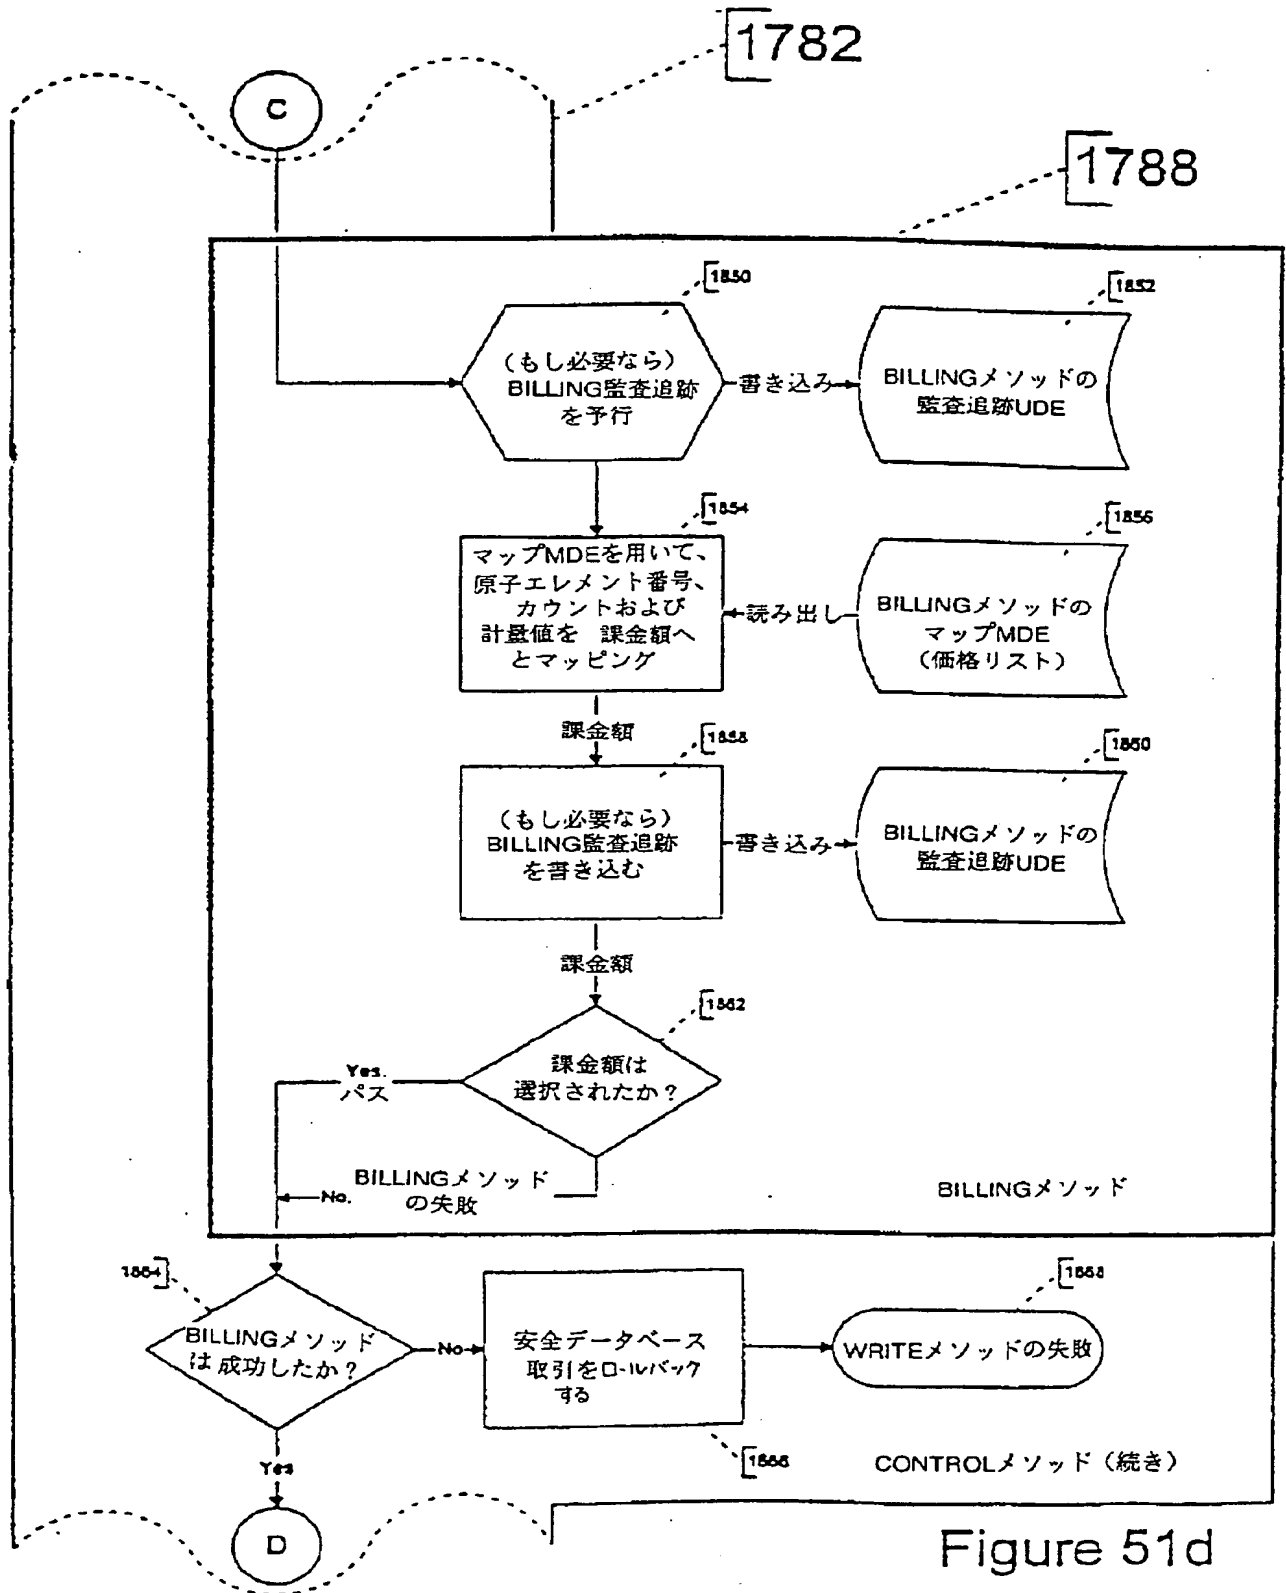 1782
C
1788
1850
(もし必要なら)
BILLING監査追跡
を予行
書き込み
1852
BILLINGメソッドの
監査追跡UDE
1854
マップMDEを用いて、
原子エレメント番号、
カウントおよび
計量値を 課金額へ
とマッピング
読み出し
1856
BILLINGメソッドの
マップMDE
(価格リスト)
課金額
1858
(もし必要なら)
BILLING監査追跡
を書き込む
書き込み
1860
BILLINGメソッドの
監査追跡UDE
課金額
1862
課金額は
選択されたか?
Yes.
パス
No.
BILLINGメソッド
の失敗
BILLINGメソッド
1864
BILLINGメソッド
は成功したか?
No
安全データベース
取引をロールバック
する
1866
1868
WRITEメソッドの失敗
Yes
CONTROLメソッド(続き)
D
Figure 51d